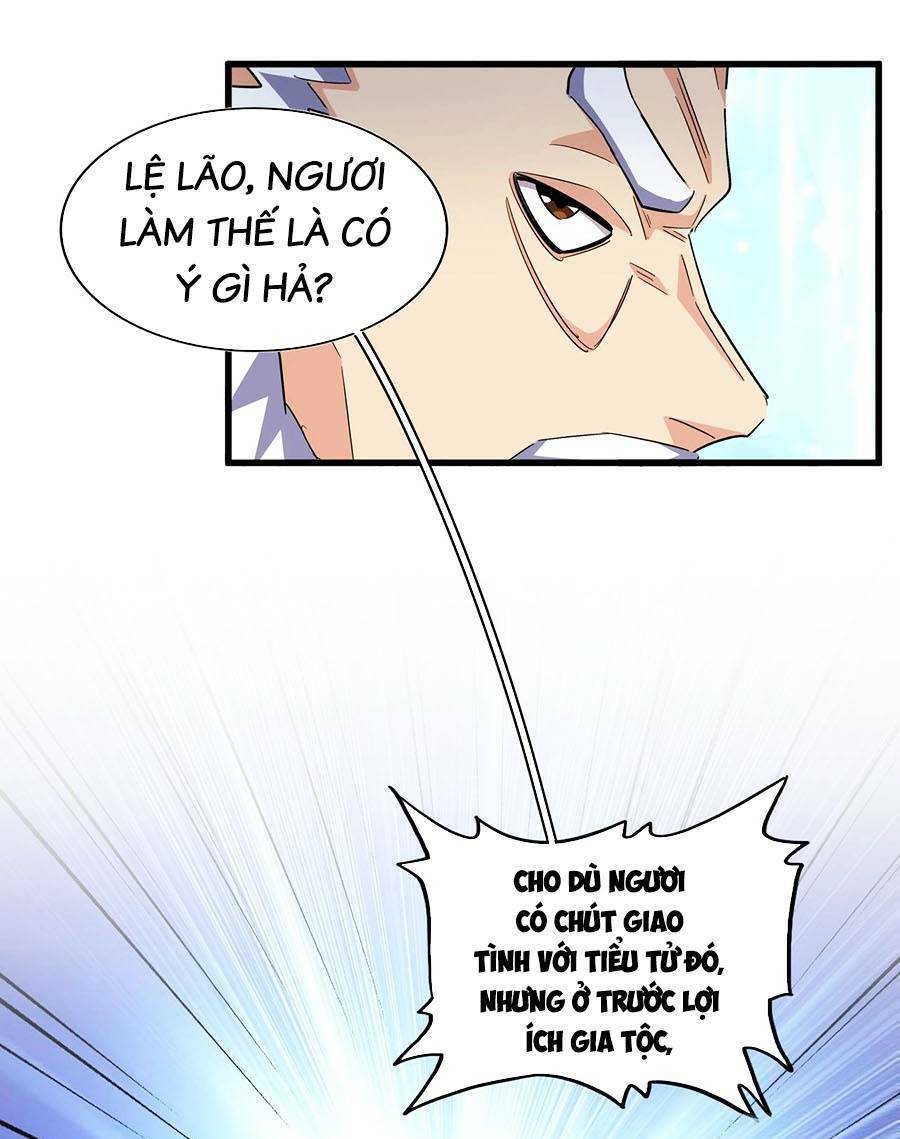 LỆ LÃO, NGƯƠI
LÀM THẾ LÀ CÓ
Ý GÌ HẢ?
CHO DÙ NGƯƠI
CÓ CHÚT GIAO
TÌNH VỚI TIỂU TỬ ĐÓ,
NHƯNG Ở TRƯỚC LỢI
ÍCH GIA TỘC,